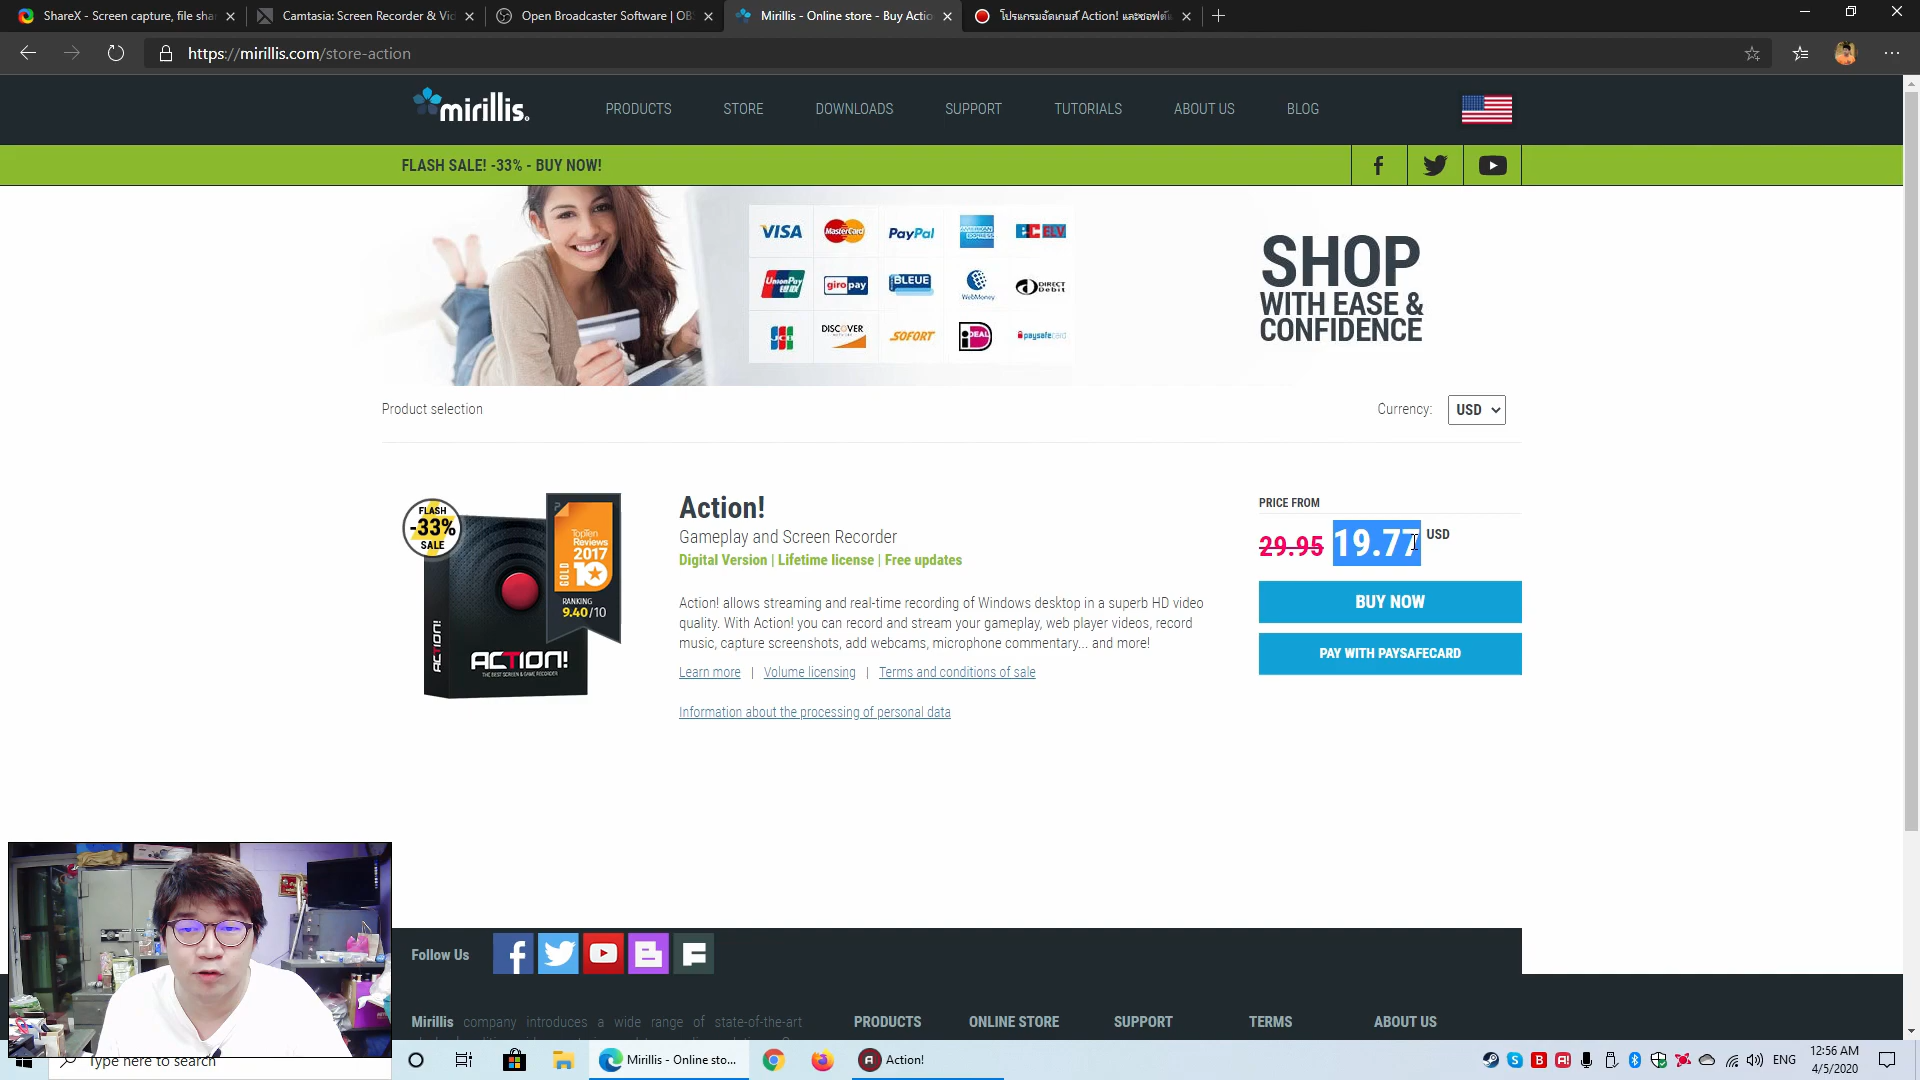 ShareX - Screen capture, file sha
Camtasia: Screen Recorder & Vid
Open Broadcaster Software | OBS
Mirillis - Online store - Buy Actio
โปรแกรมอัดเกมส์ Action! และซอฟต์แ
https://mirillis.com/store-action
mirillis
PRODUCTS
STORE
DOWNLOADS
SUPPORT
TUTORIALS
ABOUT US
BLOG
FLASH SALE! -33% - BUY NOW!
VISA
MasterCard
PayPal
AMERICAN EXPRESS
EC ELV
SHOP
WITH EASE &
CONFIDENCE
UnionPay
giropay
BLEUE
WebMoney
DIRECT Debit
JCB
DISCOVER
SOFORT
iDEAL
paysafecard
Product selection
Currency:
USD
FLASH
-33%
SALE
TopTen
Reviews
2017
GOLD
10
RANKING
9.40/10
ACTION!
ACTION!
THE BEST SCREEN & GAME RECORDER
Action!
Gameplay and Screen Recorder
Digital Version | Lifetime license | Free updates
Action! allows streaming and real-time recording of Windows desktop in a superb HD video
quality. With Action! you can record and stream your gameplay, web player videos, record
music, capture screenshots, add webcams, microphone commentary... and more!
Learn more | Volume licensing | Terms and conditions of sale
Information about the processing of personal data
PRICE FROM
29.95 19.77 USD
BUY NOW
PAY WITH PAYSAFECARD
Follow Us
Mirillis company introduces a wide range of state-of-the-art
PRODUCTS
ONLINE STORE
SUPPORT
TERMS
ABOUT US
Type here to search
Mirillis - Online sto...
Action!
ENG
12:56 AM
4/5/2020